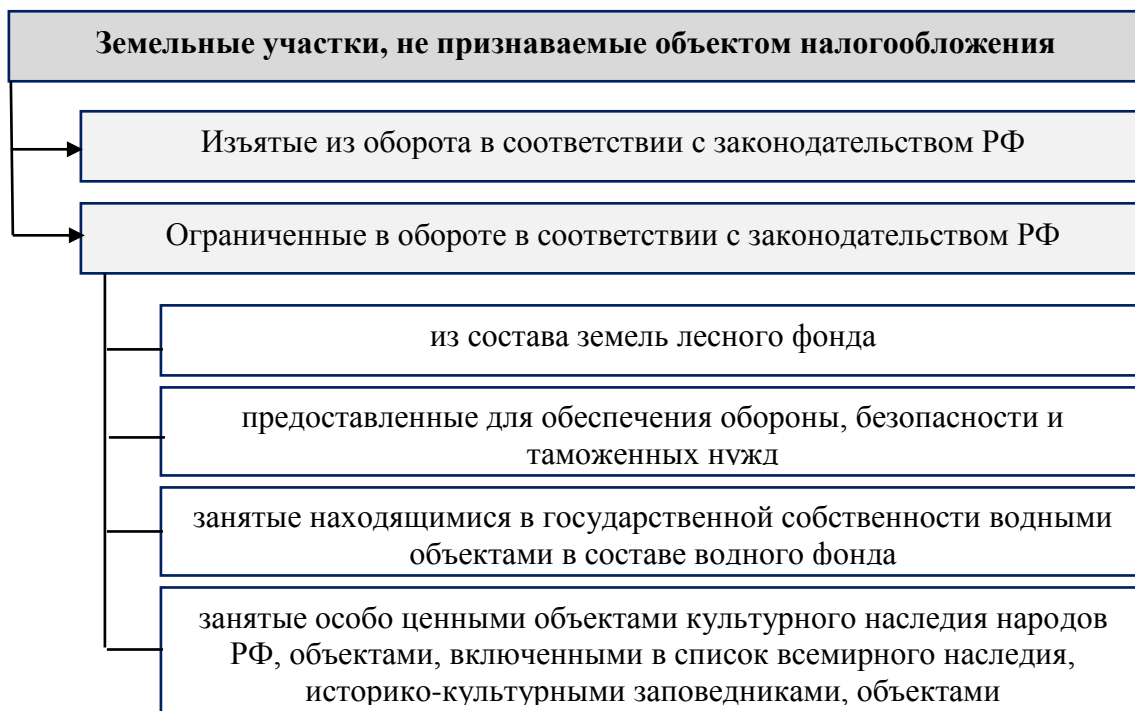 Земельные участки, не признаваемые объектом налогообложения
Изъятые из оборота в соответствии с законодательством РФ
Ограниченные в обороте в соответствии с законодательством РФ
из состава земель лесного фонда
предоставленные для обеспечения обороны, безопасности и
таможенных нужд
занятые находящимися в государственной собственности водными
объектами в составе водного фонда
занятые особо ценными объектами культурного наследия народов
РФ, объектами, включенными в список всемирного наследия,
историко-культурными заповедниками, объектами